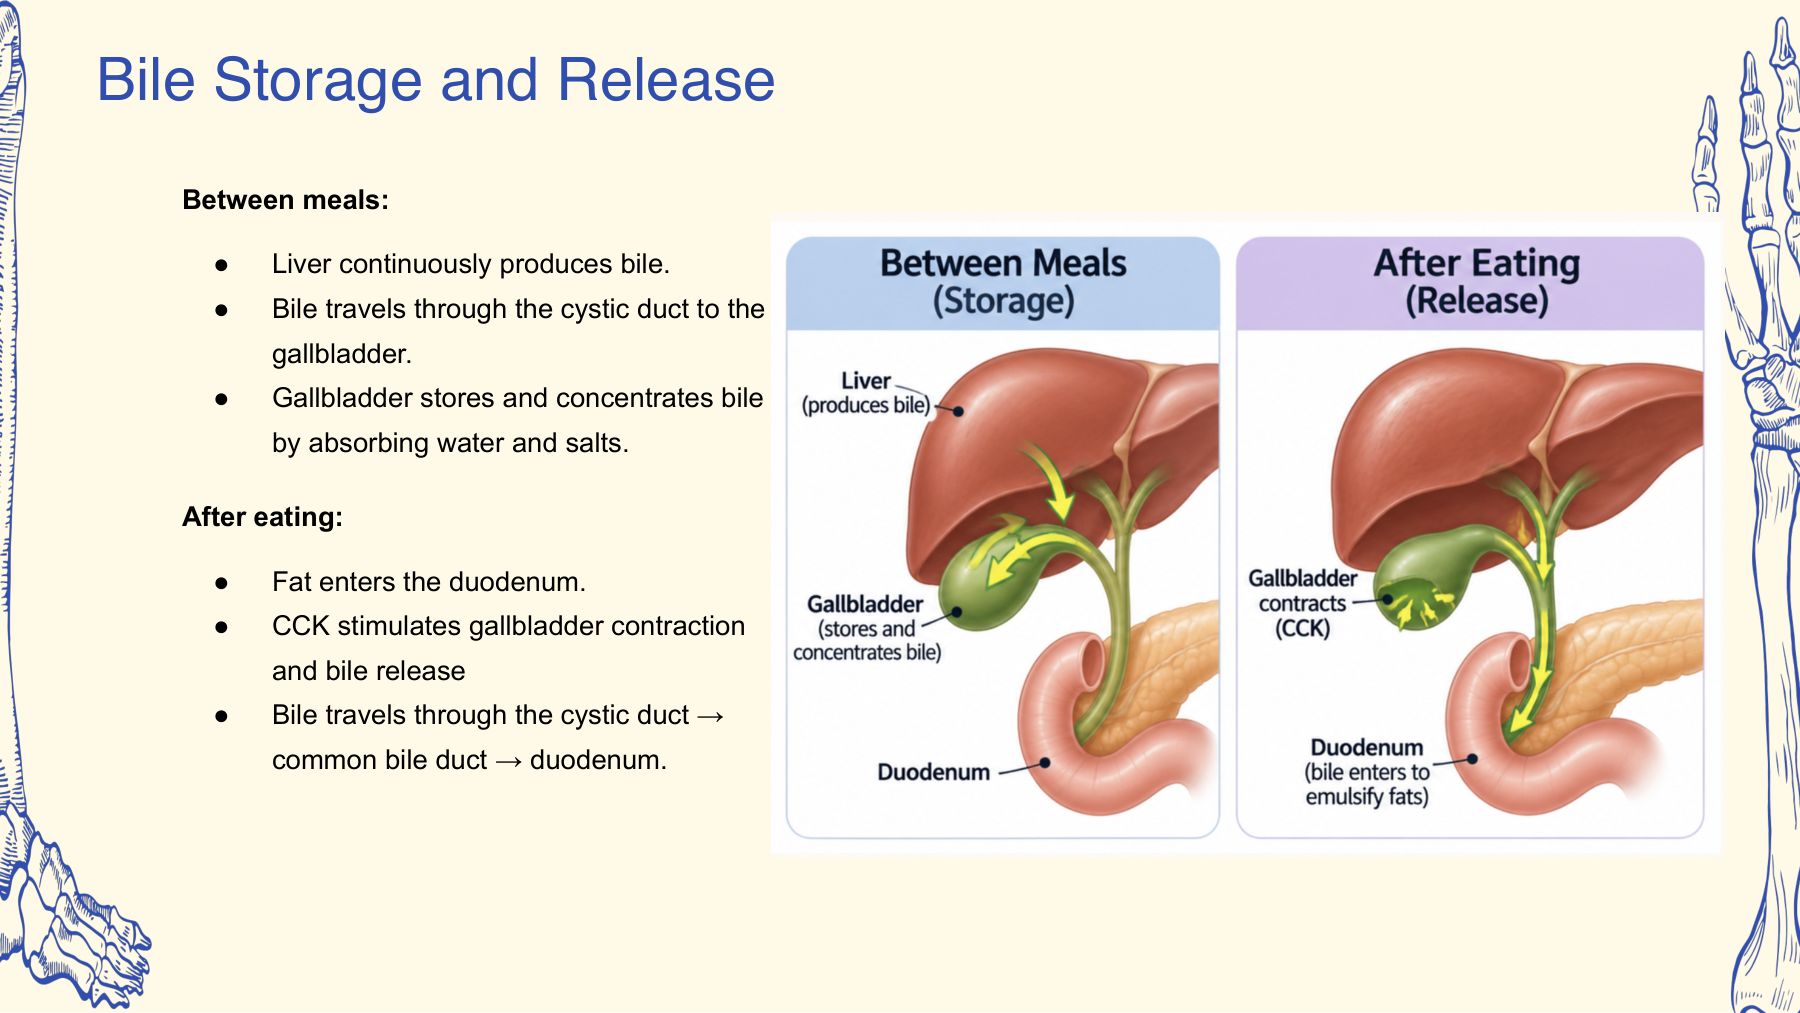 Bile Storage and Release
Between meals:
● Liver continuously produces bile.
● Bile travels through the cystic duct to the
gallbladder.
● Gallbladder stores and concentrates bile
by absorbing water and salts.
After eating:
● Fat enters the duodenum.
● CCK stimulates gallbladder contraction
and bile release
● Bile travels through the cystic duct →
common bile duct → duodenum.
Between Meals
(Storage)
Liver
(produces bile)
Gallbladder
(stores and
concentrates bile)
Duodenum
After Eating
(Release)
Gallbladder
contracts
(CCK)
Duodenum
(bile enters to
emulsify fats)